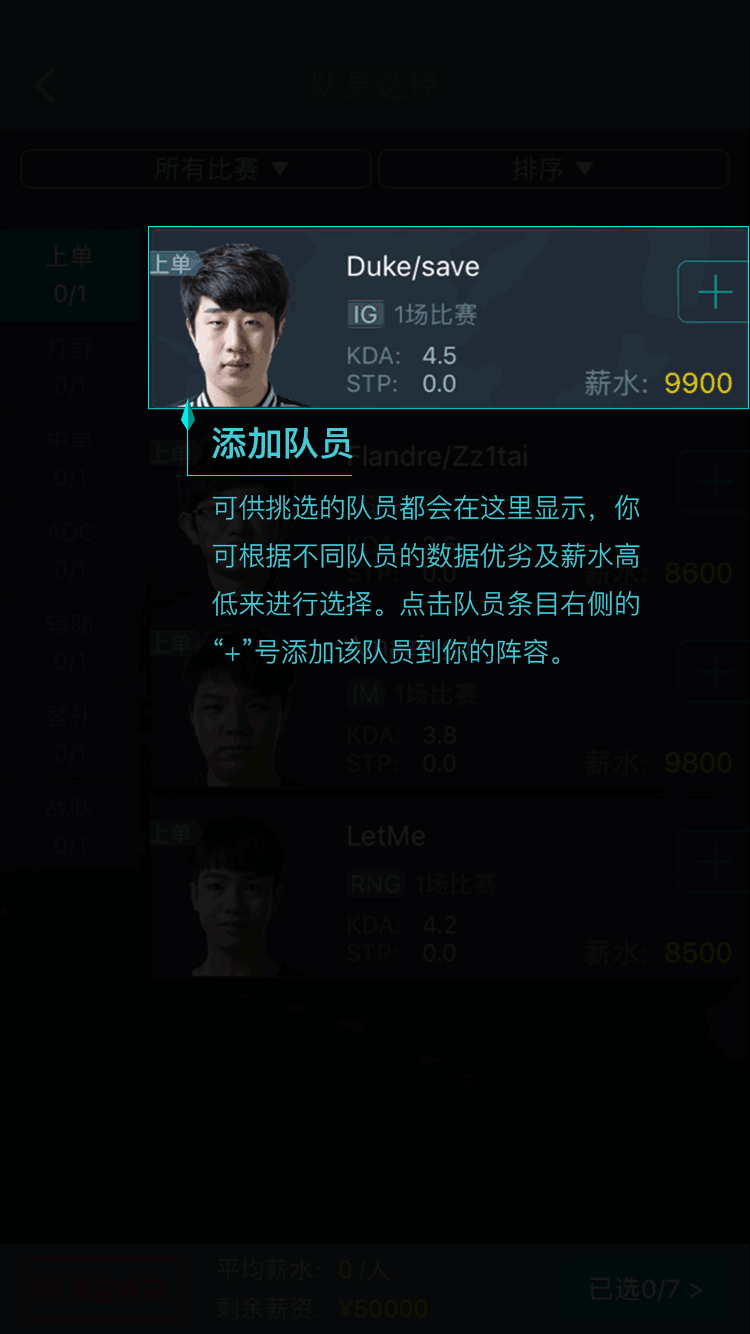 队员选择
所有比赛 ▼
排序 ▼
上单
0/1
打野
0/1
中单
0/1
ADC
0/1
辅助
0/1
替补
0/1
战队
0/1
上单
Duke/save
IG 1场比赛
KDA: 4.5
STP: 0.0
薪水: 9900
添加队员
可供挑选的队员都会在这里显示，你
可根据不同队员的数据优劣及薪水高
低来进行选择。点击队员条目右侧的
“+”号添加该队员到你的阵容。
上单
Flandre/Zz1tai
薪水: 8600
上单
IM 1场比赛
KDA: 3.8
STP: 0.0
薪水: 9800
上单
LetMe
RNG 1场比赛
KDA: 4.2
STP: 0.0
薪水: 8500
平均薪水: 0 /人
剩余薪资: ¥50000
已选0/7 >